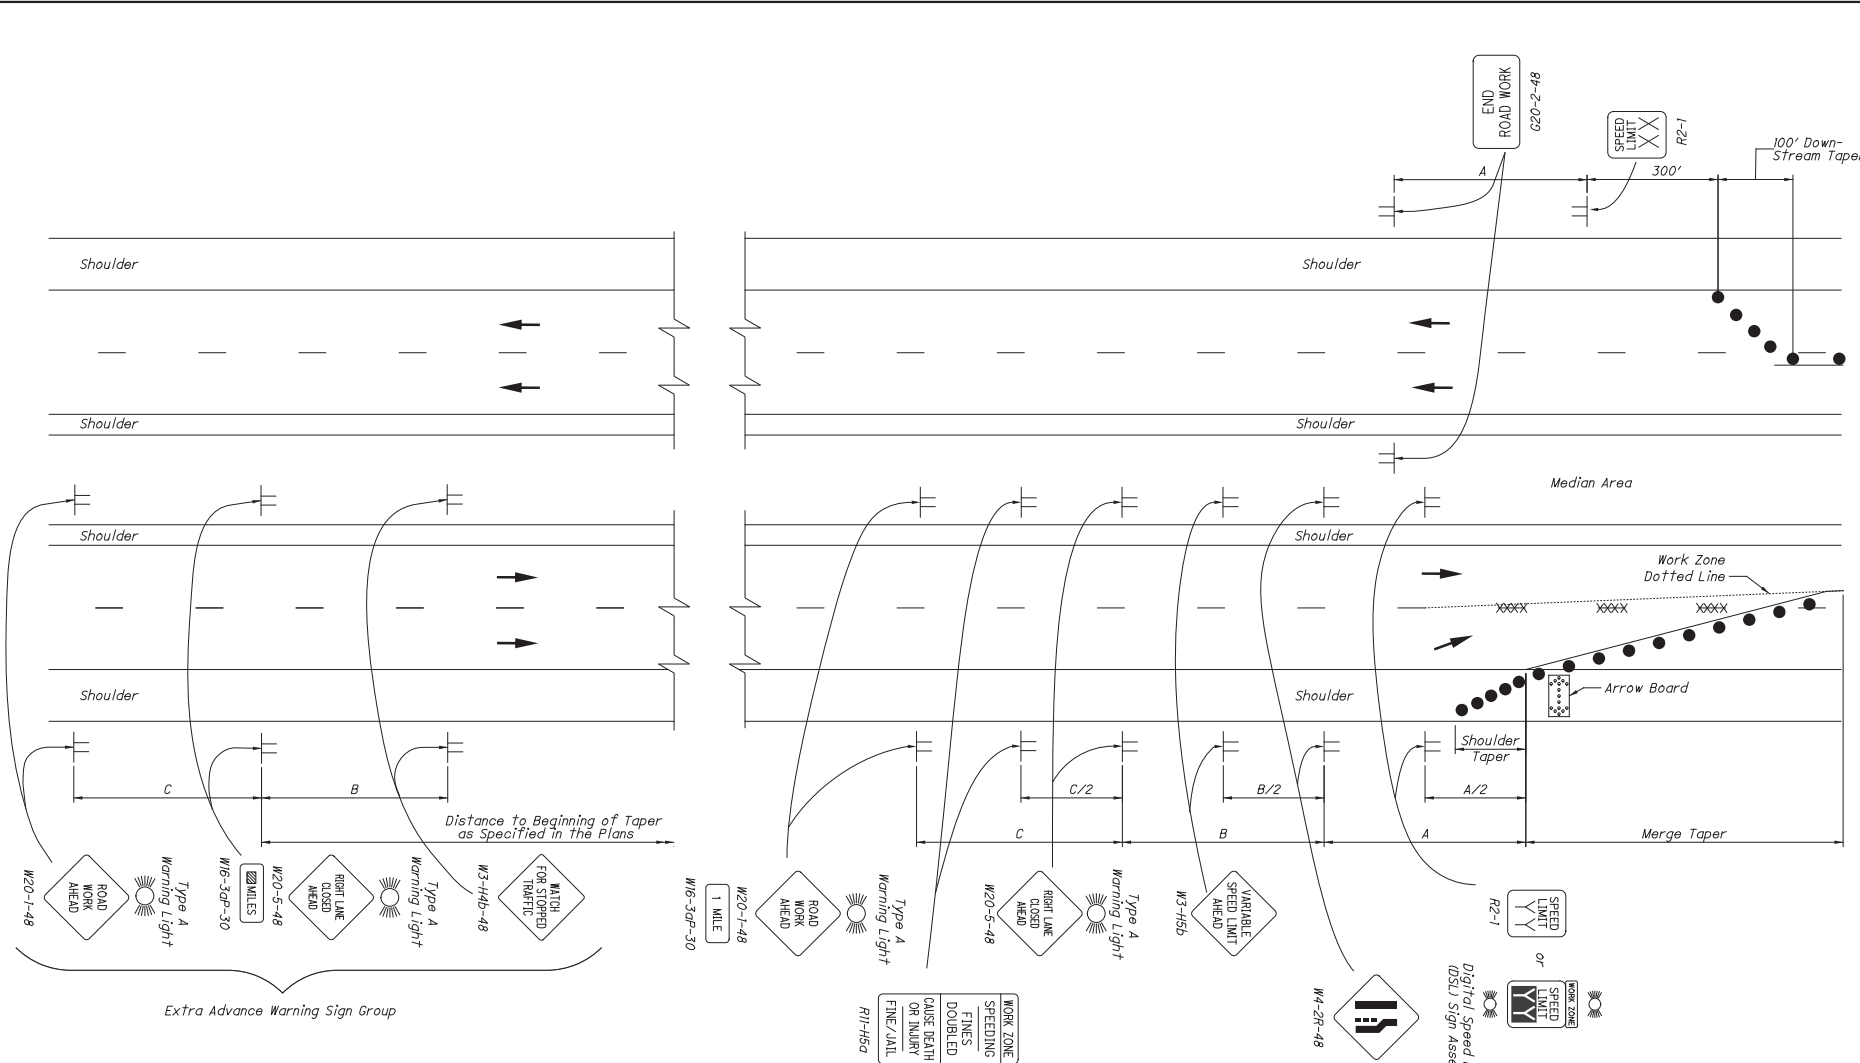 END
ROAD WORK
G20-2-48
SPEED
LIMIT
XX
R2-1
100' Down-
Stream Taper
A
300'
Shoulder
Shoulder
Shoulder
Shoulder
Median Area
Shoulder
Shoulder
Work Zone
Dotted Line
Shoulder
Shoulder
Arrow Board
Shoulder
Taper
C
B
C/2
B/2
A/2
Distance to Beginning of Taper
as Specified in the Plans
C
B
A
Merge Taper
W20-1-48
ROAD
WORK
AHEAD
Type A
Warning Light
W16-3aP-30
MILES
W20-5-48
RIGHT LANE
CLOSED
AHEAD
Type A
Warning Light
W3-H4b-48
WATCH
FOR STOPPED
TRAFFIC
Extra Advance Warning Sign Group
W16-3aP-30
1 MILE
W20-1-48
ROAD
WORK
AHEAD
Type A
Warning Light
WORK ZONE
SPEEDING
FINES
DOUBLED
CAUSE DEATH
OR INJURY
FINE/JAIL
R11-H5a
W20-5-48
RIGHT LANE
CLOSED
AHEAD
Type A
Warning Light
W3-H5b
VARIABLE
SPEED LIMIT
AHEAD
W4-2R-48
R2-1
SPEED
LIMIT
YY
or
WORK ZONE
SPEED
LIMIT
YY
Digital Speed
(DSL) Sign